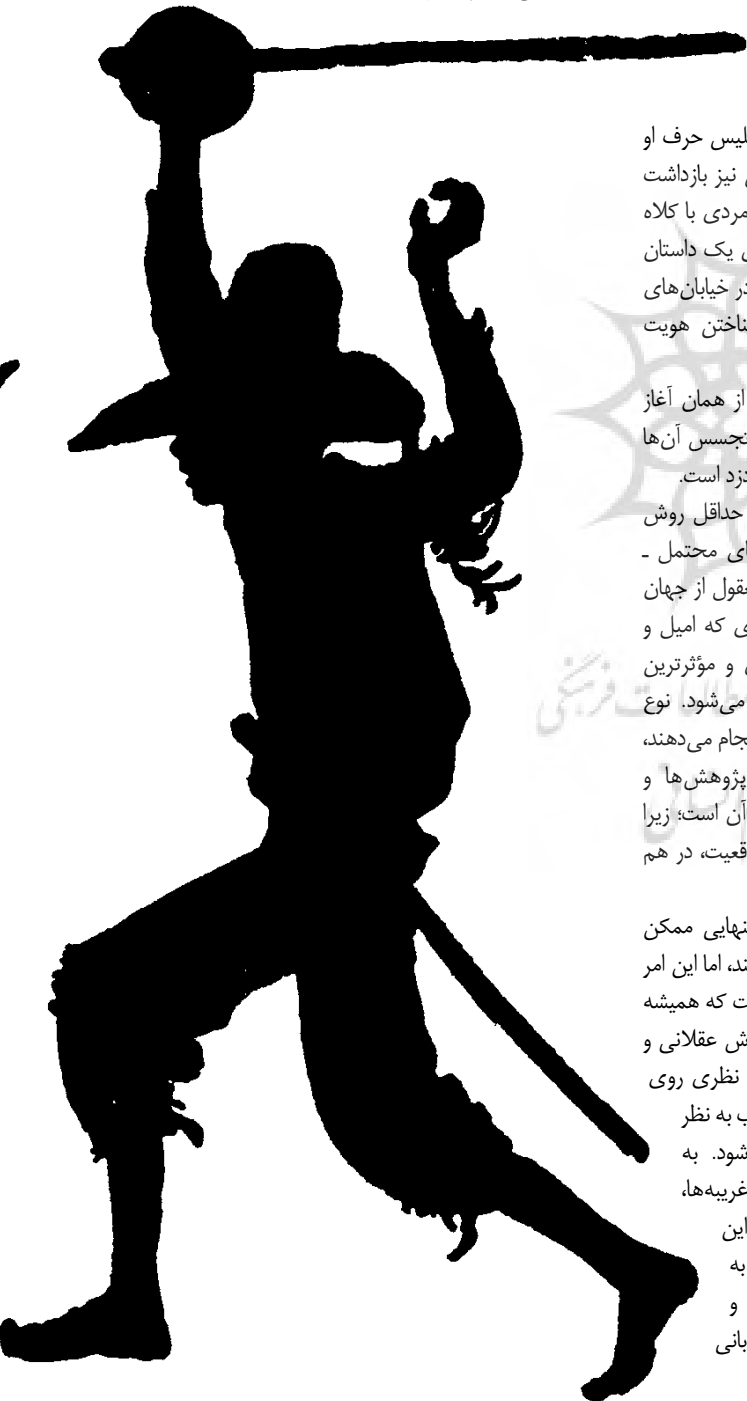 لیس حرف او
نیز بازداشت
مردی با کلاه
یک داستان
در خیابان‌های
ناختن هویت
از همان آغاز
تجسس آن‌ها
دزد است.
حداقل روش
ای محتمل ـ
عقول از جهان
ی که امیل و
و مؤثرترین
می‌شود. نوع
جام می‌دهند،
پژوهش‌ها و
آن است؛ زیرا
قعیت، در هم
تنهایی ممکن
ند، اما این امر
ت که همیشه
ش عقلانی و
نظری روی
ب به نظر
شود. به
غریبه‌ها،
این
به
و
بانی